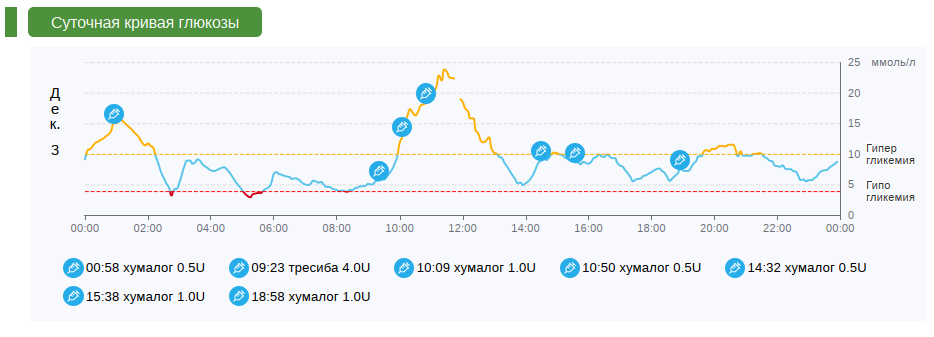 Суточная кривая глюкозы
Дек. 3
25 ммоль/л
20
15
10
Гипер
гликемия
5
Гипо
гликемия
0
00:00 02:00 04:00 06:00 08:00 10:00 12:00 14:00 16:00 18:00 20:00 22:00 00:00
00:58 хумалог 0.5U 09:23 тресиба 4.0U 10:09 хумалог 1.0U 10:50 хумалог 0.5U 14:32 хумалог 0.5U
15:38 хумалог 1.0U 18:58 хумалог 1.0U